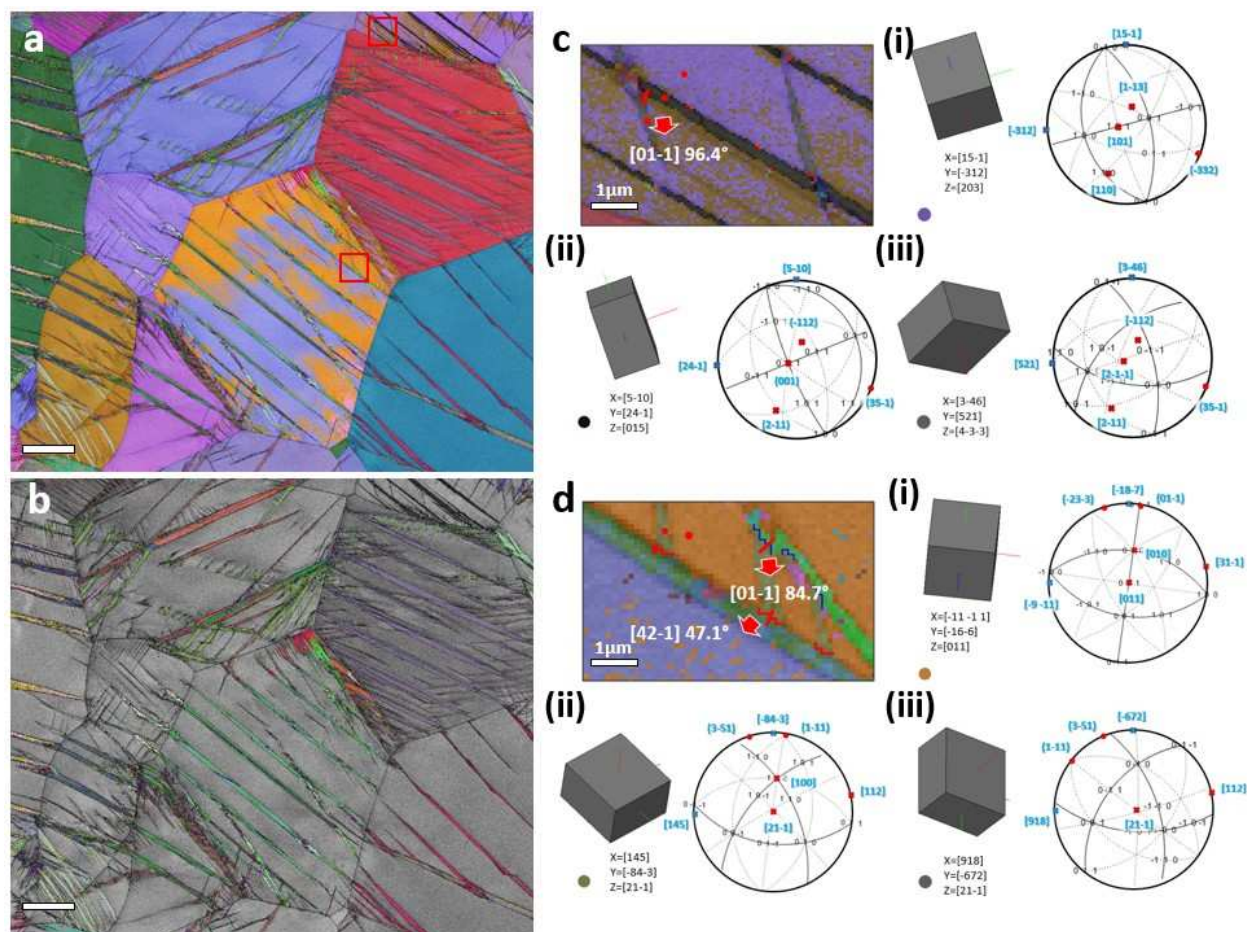 a
b
c
[01-1] 96.4°
1µm
(i)
[15-1]
[1-13]
[-312]
[101]
[-332]
[110]
X=[15-1]
Y=[-312]
Z=[203]
(ii)
[5-10]
[-112]
[24-1]
(001)
(35-1)
[2-11]
X=[5-10]
Y=[24-1]
Z=[015]
(iii)
[3-46]
[-112]
[521]
[2-1-1]
(35-1)
[2-11]
X=[3-46]
Y=[521]
Z=[4-3-3]
d
[01-1] 84.7°
[42-1] 47.1°
1µm
(i)
(-23-3)
[-18-7]
(01-1)
[010]
[31-1]
[-9 -11]
[011]
X=[-11 -1 1]
Y=[-16-6]
Z=[011]
(ii)
(3-51)
[-84-3]
(1-11)
[100]
[112]
[145]
[21-1]
X=[145]
Y=[-84-3]
Z=[21-1]
(iii)
(3-51)
[-672]
(1-11)
[112]
[918]
[21-1]
X=[918]
Y=[-672]
Z=[21-1]